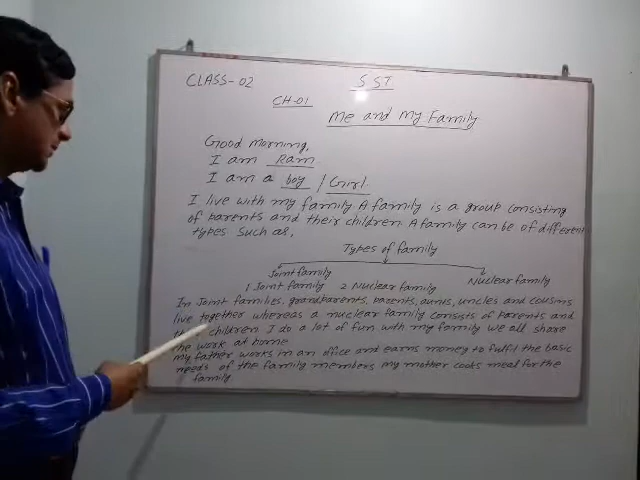 CLASS-02
S ST
CH-01
Me and My Family
Good Morning,
I am Ram.
I am a boy / Girl.
I live with my family A family is a group consisting
of parents and their children. A family can be of different
types such as,
Types of family
Joint family
Nuclear family
1 Joint family 2 Nuclear family
In Joint families, grandparents, parents, aunts, uncles and cousins
live together whereas a nuclear family consists of parents and
children I do a lot of fun with my family we all share
the work at home
my father works in an office and earns money to fulfil the basic
needs of the family members my mother cooks meal for the
family